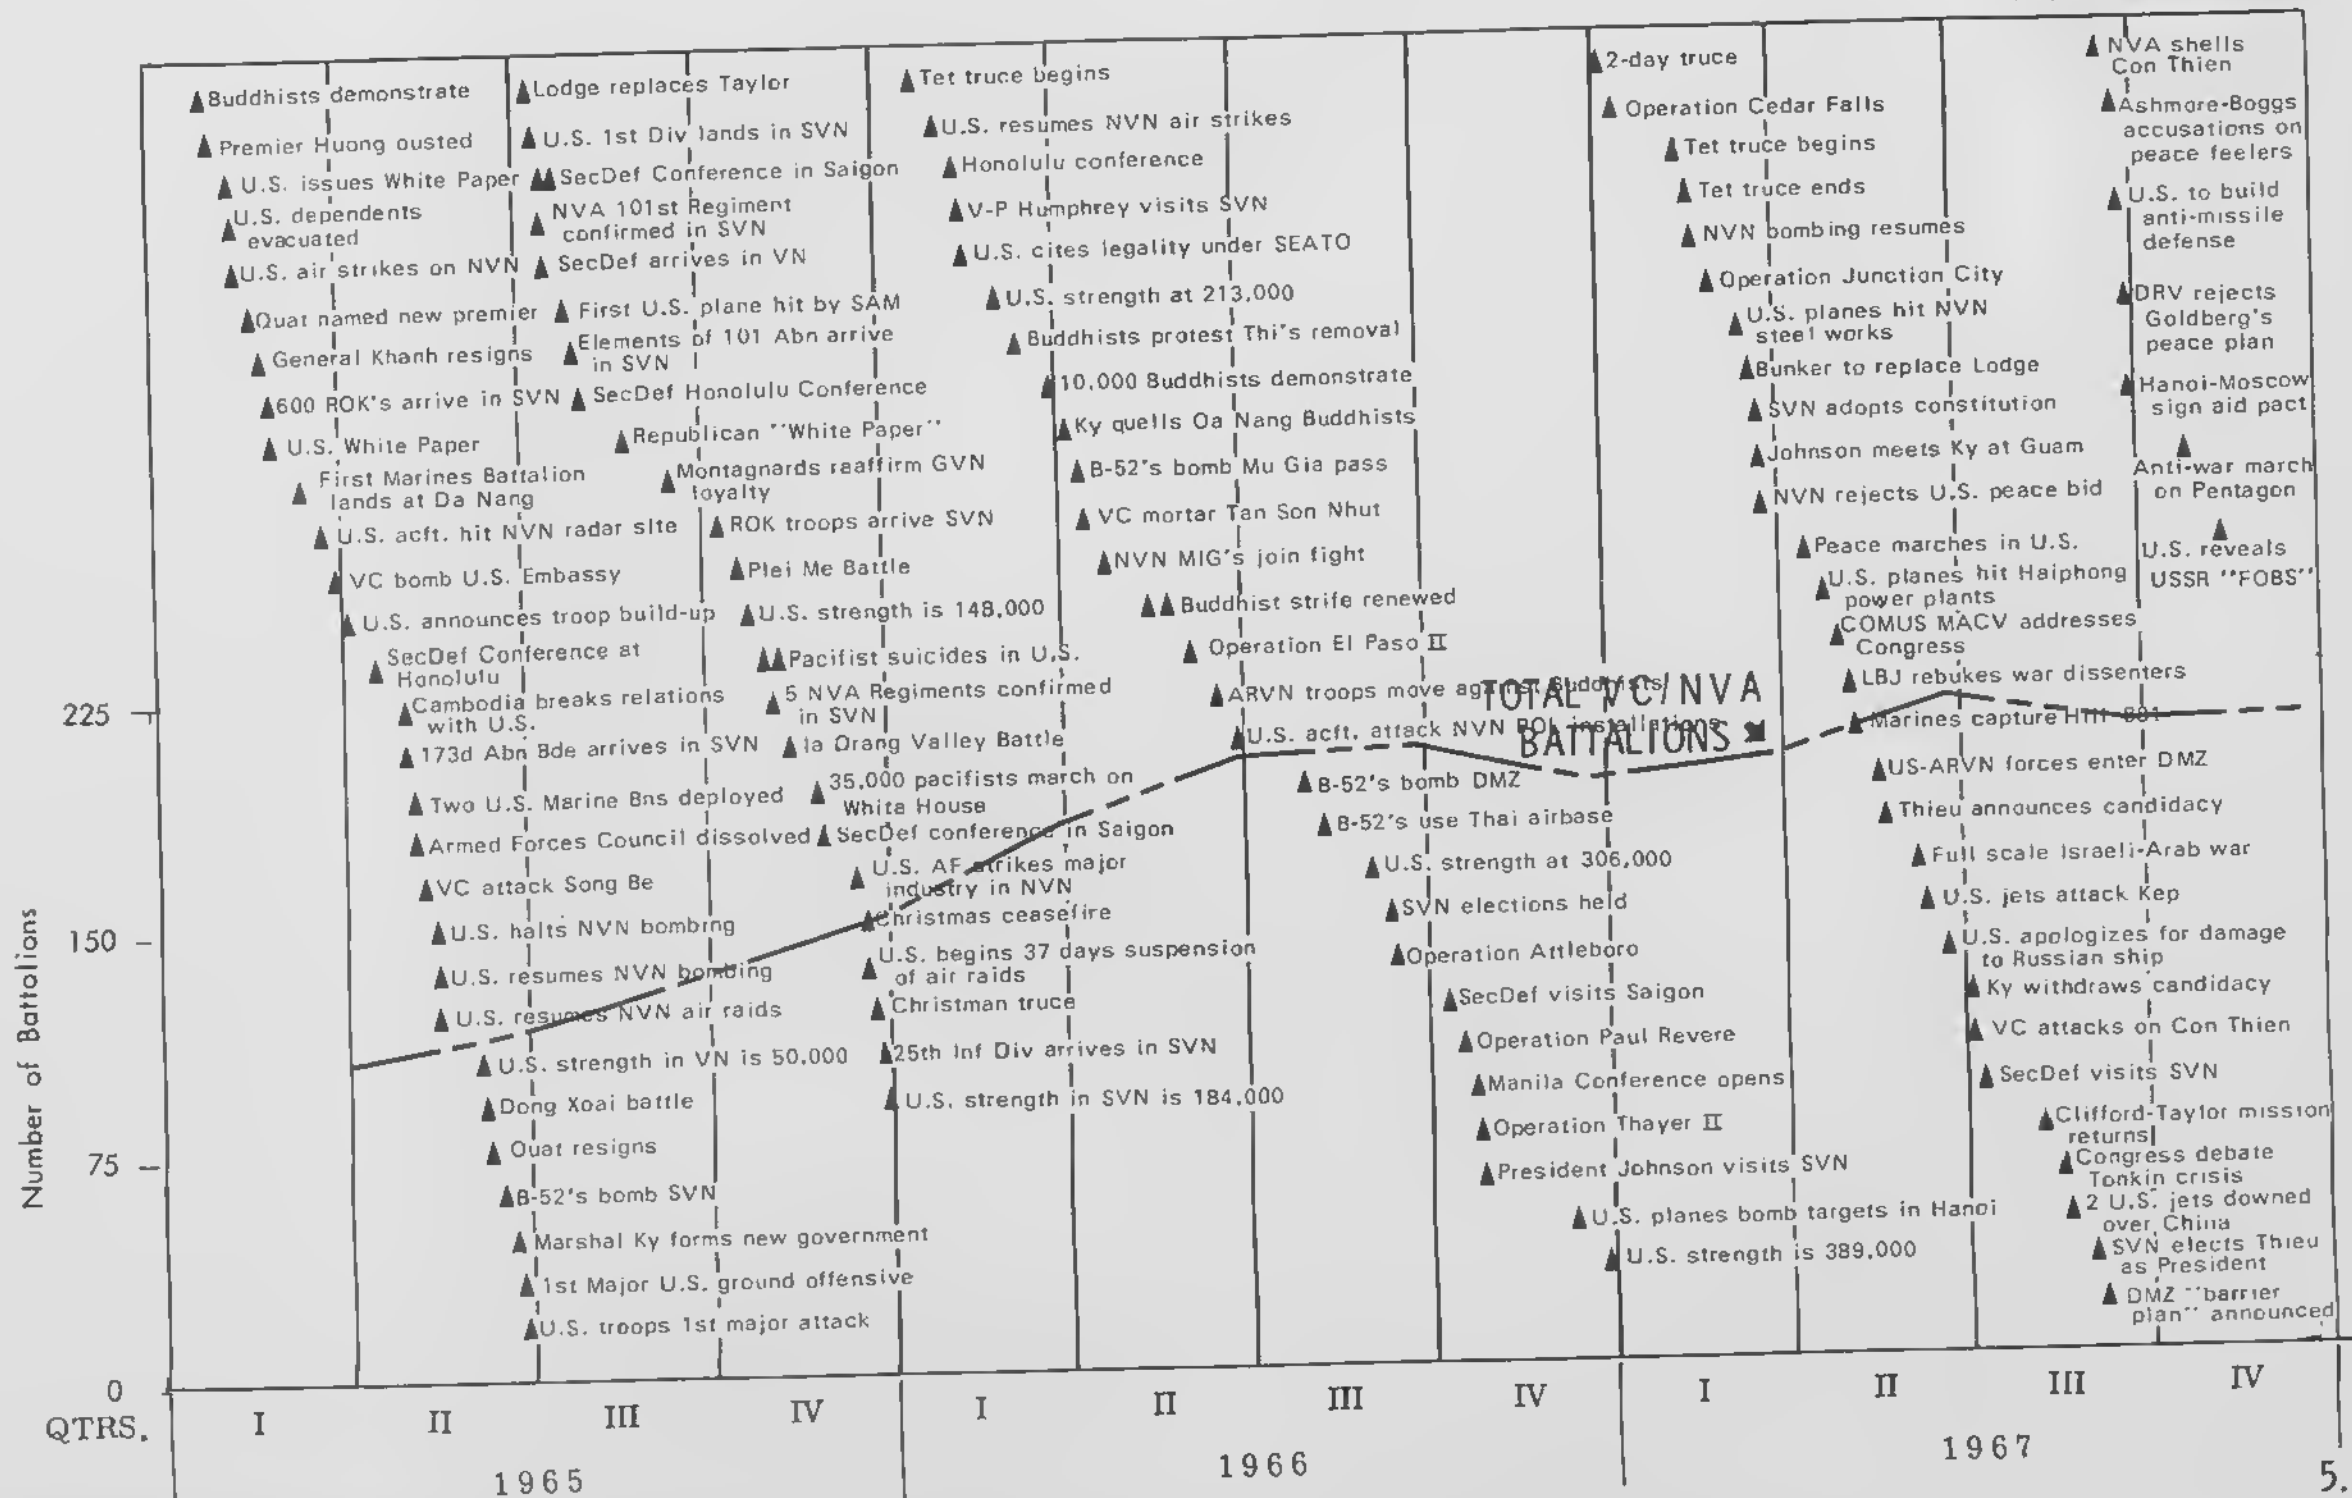 Buddhists demonstrate
Premier Huong ousted
U.S. issues White Paper
U.S. dependents
evacuated
U.S. air strikes on NVN
Quat named new premier
General Khanh resigns
600 ROK's arrive in SVN
U.S. White Paper
First Marines Battalion
lands at Da Nang
U.S. acft. hit NVN radar site
VC bomb U.S. Embassy
U.S. announces troop build-up
SecDef Conference at
Honolulu
Cambodia breaks relations
with U.S.
173d Abn Bde arrives in SVN
Two U.S. Marine Bns deployed
Armed Forces Council dissolved
VC attack Song Be
U.S. halts NVN bombing
U.S. resumes NVN bombing
U.S. resumes NVN air raids
U.S. strength in VN is 50,000
Dong Xoai battle
Quat resigns
B-52's bomb SVN
Marshal Ky forms new government
1st Major U.S. ground offensive
U.S. troops 1st major attack
Lodge replaces Taylor
U.S. 1st Div lands in SVN
SecDef Conference in Saigon
NVA 101st Regiment
confirmed in SVN
SecDef arrives in VN
First U.S. plane hit by SAM
Elements of 101 Abn arrive
in SVN
SecDef Honolulu Conference
Republican "White Paper"
Montagnards reaffirm GVN
loyalty
ROK troops arrive SVN
Plei Me Battle
U.S. strength is 148,000
Pacifist suicides in U.S.
5 NVA Regiments confirmed
in SVN
Ia Drang Valley Battle
35,000 pacifists march on
White House
SecDef conference in Saigon
U.S. AF strikes major
industry in NVN
Christmas ceasefire
U.S. begins 37 days suspension
of air raids
Christman truce
25th Inf Div arrives in SVN
U.S. strength in SVN is 184,000
Tet truce begins
U.S. resumes NVN air strikes
Honolulu conference
V-P Humphrey visits SVN
U.S. cites legality under SEATO
U.S. strength at 213,000
Buddhists protest Thi's removal
10,000 Buddhists demonstrate
Ky quells Da Nang Buddhists
B-52's bomb Mu Gia pass
VC mortar Tan Son Nhut
NVN MIG's join fight
Buddhist strife renewed
Operation El Paso II
ARVN troops move against Buddhists
U.S. acft. attack NVN POL installations
TOTAL VC/NVA
BATTALIONS
B-52's bomb DMZ
B-52's use Thai airbase
U.S. strength at 306,000
SVN elections held
Operation Attleboro
SecDef visits Saigon
Operation Paul Revere
Manila Conference opens
Operation Thayer II
President Johnson visits SVN
U.S. planes bomb targets in Hanoi
U.S. strength is 389,000
2-day truce
Operation Cedar Falls
Tet truce begins
Tet truce ends
NVN bombing resumes
Operation Junction City
U.S. planes hit NVN
steel works
Bunker to replace Lodge
SVN adopts constitution
Johnson meets Ky at Guam
NVN rejects U.S. peace bid
Peace marches in U.S.
U.S. planes hit Haiphong
power plants
COMUS MACV addresses
Congress
LBJ rebukes war dissenters
Marines capture Hill 881
US-ARVN forces enter DMZ
Thieu announces candidacy
Full scale Israeli-Arab war
U.S. jets attack Kep
U.S. apologizes for damage
to Russian ship
Ky withdraws candidacy
VC attacks on Con Thien
SecDef visits SVN
Clifford-Taylor mission
returns
Congress debate
Tonkin crisis
2 U.S. jets downed
over China
SVN elects Thieu
as President
DMZ "barrier
plan" announced
NVA shells
Con Thien
Ashmore-Boggs
accusations on
peace feelers
U.S. to build
anti-missile
defense
DRV rejects
Goldberg's
peace plan
Hanoi-Moscow
sign aid pact
Anti-war march
on Pentagon
U.S. reveals
USSR "FOBS"
Number of Battalions
225
150
75
0
QTRS.
I II III IV I II III IV I II III IV
1965 1966 1967
5.